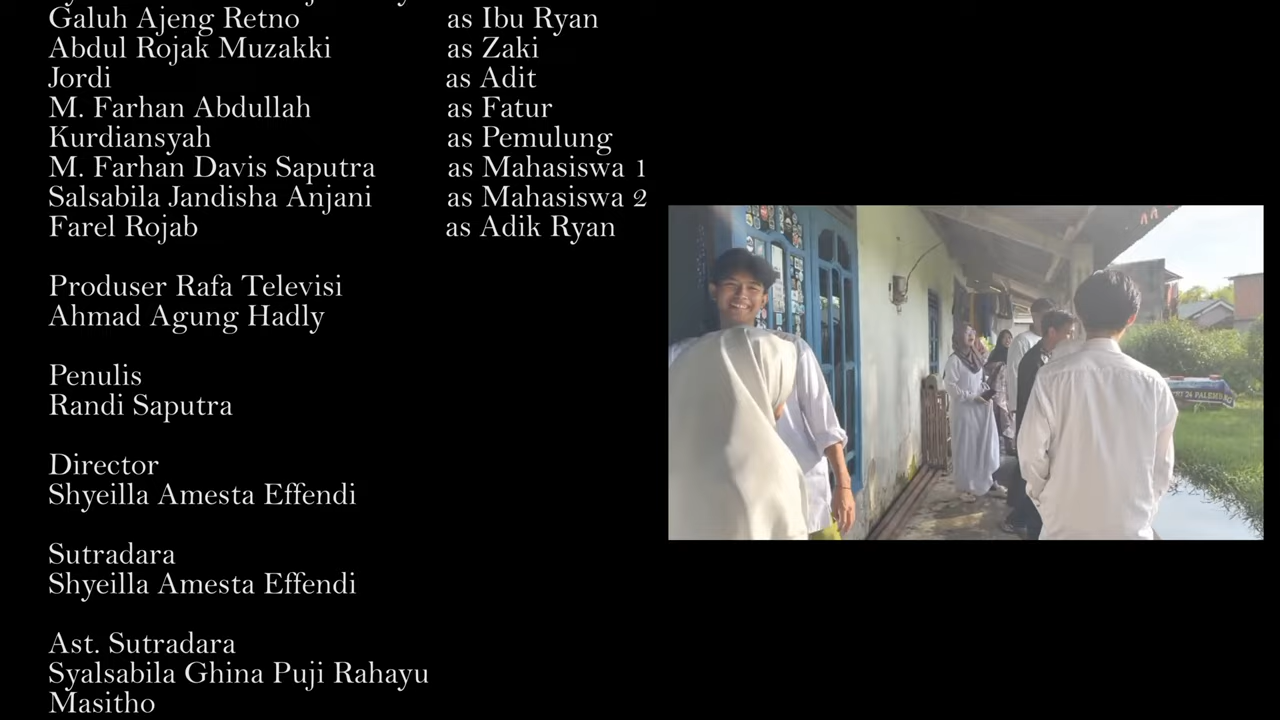 Galuh Ajeng Retno as Ibu Ryan
Abdul Rojak Muzakki as Zaki
Jordi as Adit
M. Farhan Abdullah as Fatur
Kurdiansyah as Pemulung
M. Farhan Davis Saputra as Mahasiswa 1
Salsabila Jandisha Anjani as Mahasiswa 2
Farel Rojab as Adik Ryan
Produser Rafa Televisi
Ahmad Agung Hadly
Penulis
Randi Saputra
Director
Shyeilla Amesta Effendi
Sutradara
Shyeilla Amesta Effendi
Ast. Sutradara
Syalsabila Ghina Puji Rahayu
Masitho